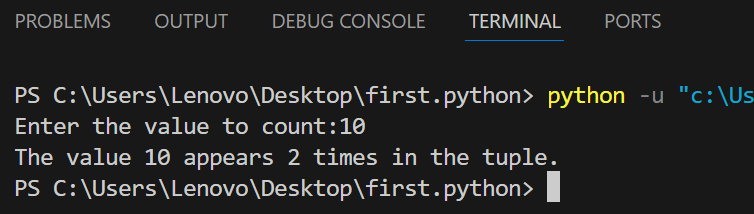 PROBLEMS OUTPUT DEBUG CONSOLE TERMINAL PORTS
PS C:\Users\Lenovo\Desktop\first.python> python -u "c:\Us
Enter the value to count:10
The value 10 appears 2 times in the tuple.
PS C:\Users\Lenovo\Desktop\first.python>